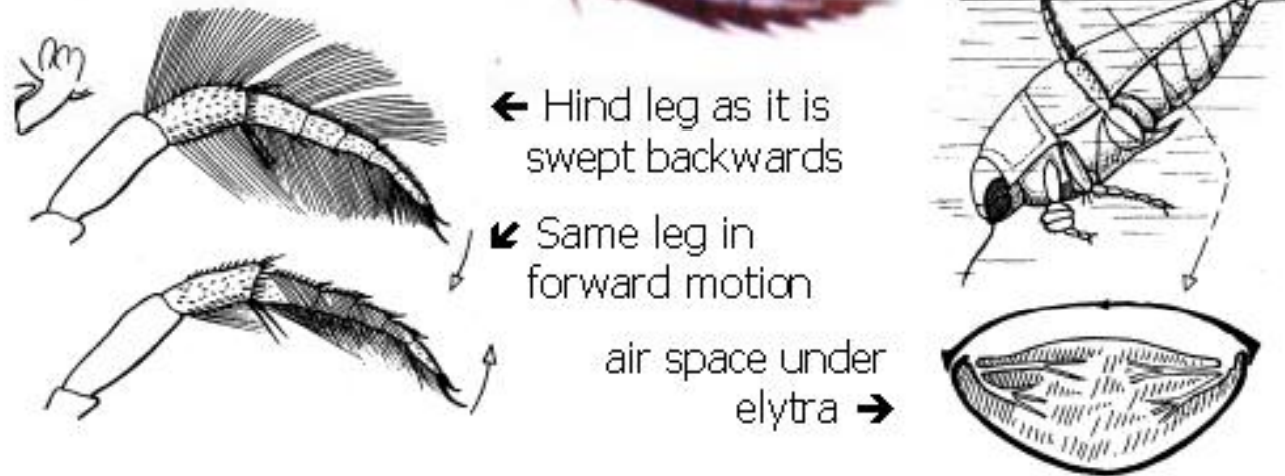 ← Hind leg as it is
swept backwards
↙ Same leg in
forward motion
air space under
elytra →